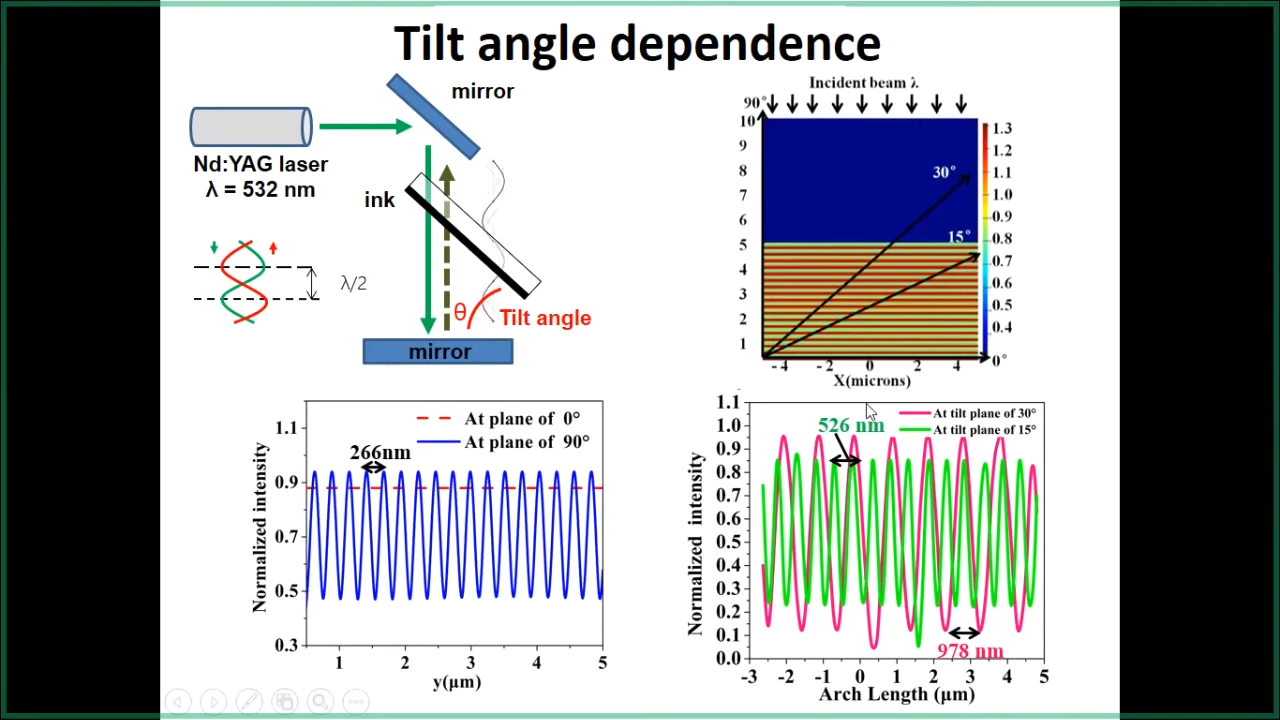 Tilt angle dependence
mirror
Nd:YAG laser
λ = 532 nm
ink
λ/2
θ
Tilt angle
mirror
Incident beam λ
90°
10
9
8
7
6
5
4
3
2
1
30°
15°
0°
-4 -2 0 2 4
X(microns)
1.3
1.2
1.1
1.0
0.9
0.8
0.7
0.6
0.5
0.4
At plane of 0°
At plane of 90°
266nm
Normalized intensity
1.1
0.9
0.7
0.5
0.3
1 2 3 4 5
y(μm)
At tilt plane of 30°
At tilt plane of 15°
526 nm
978 nm
Normalized intensity
1.1
1.0
0.9
0.8
0.7
0.6
0.5
0.4
0.3
0.2
0.1
0.0
-3 -2 -1 0 1 2 3 4 5
Arch Length (μm)